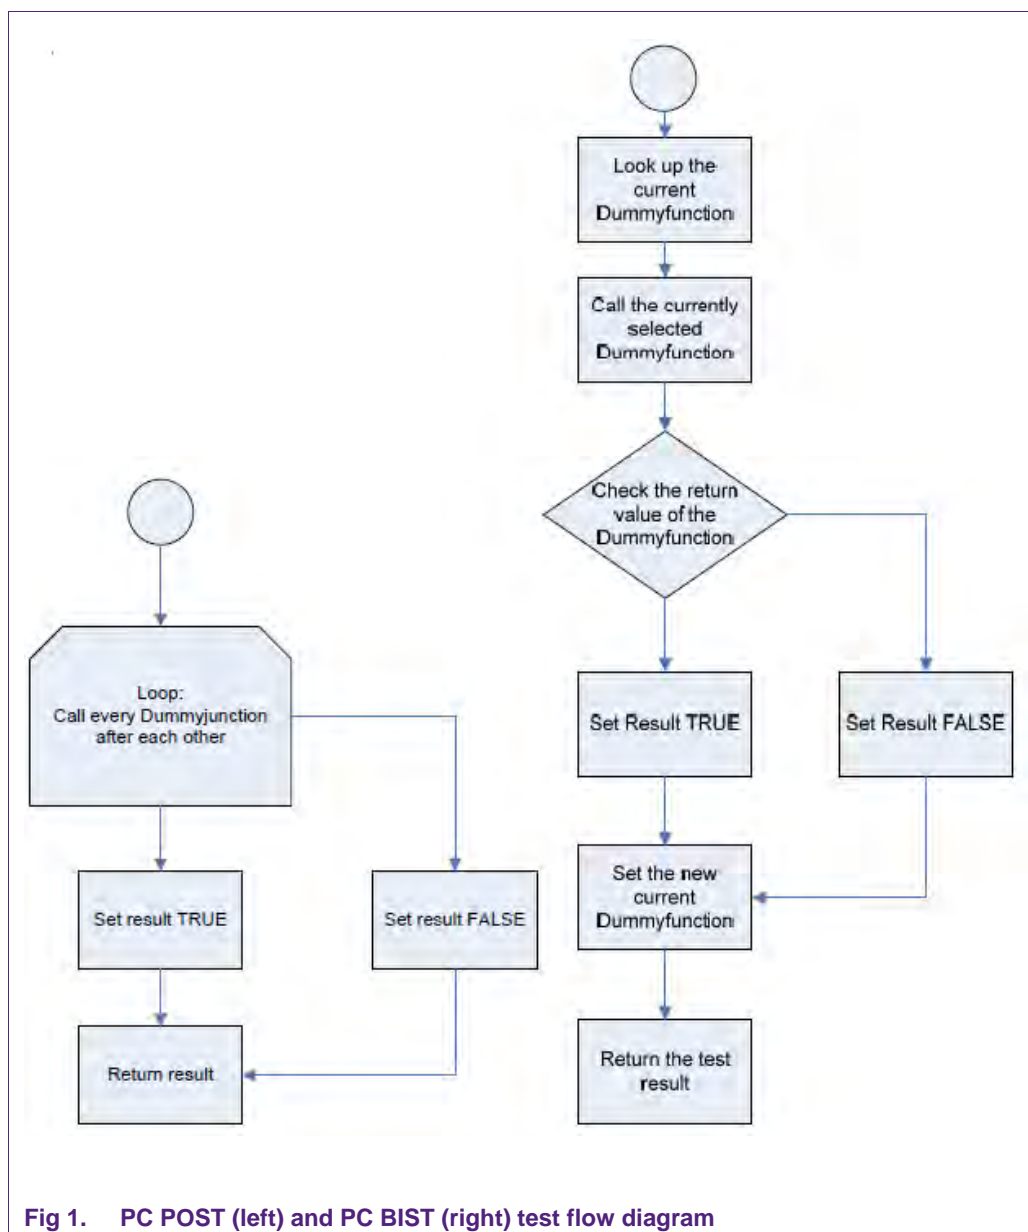 Look up the
current
Dummyfunction
Call the currently
selected
Dummyfunction
Check the return
value of the
Dummyfunction
Set Result TRUE
Set Result FALSE
Set the new
current
Dummyfunction
Return the test
result
Loop:
Call every Dummyjunction
after each other
Set result TRUE
Set result FALSE
Return result
Fig 1. PC POST (left) and PC BIST (right) test flow diagram